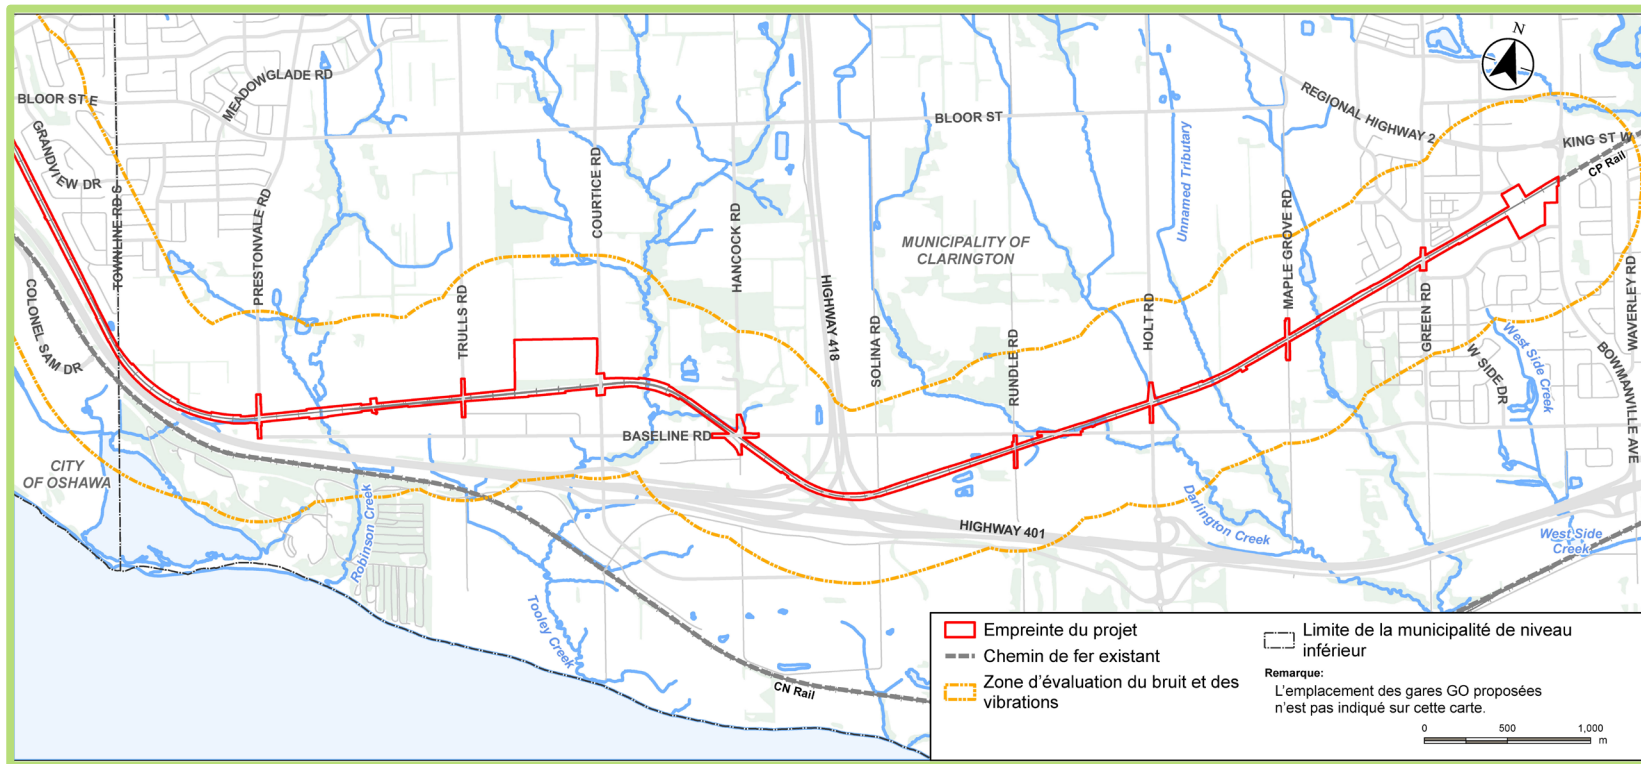 N
MEADOWGLADE RD
BLOOR ST E
GRANDVIEW DR
TOWNLINE RD S
PRESTONVALE RD
COURTICE RD
TRULLS RD
HANCOCK RD
HIGHWAY 418
BLOOR ST
MUNICIPALITY OF
CLARINGTON
SOLINA RD
RUNDLE RD
HOLT RD
Unnamed Tributary
MAPLE GROVE RD
REGIONAL HIGHWAY 2
KING ST W
CP Rail
GREEN RD
W SIDE DR
West Side Creek
BOWMANVILLE AVE
WAVERLEY RD
COLONEL SAM DR
CITY
OF OSHAWA
BASELINE RD
HIGHWAY 401
Robinson Creek
Tooley Creek
CN Rail
Darlington Creek
West Side
Creek
Empreinte du projet
Chemin de fer existant
Zone d'évaluation du bruit et des
vibrations
Limite de la municipalité de niveau
inférieur
Remarque:
L'emplacement des gares GO proposées
n'est pas indiqué sur cette carte.
0 500 1,000
m